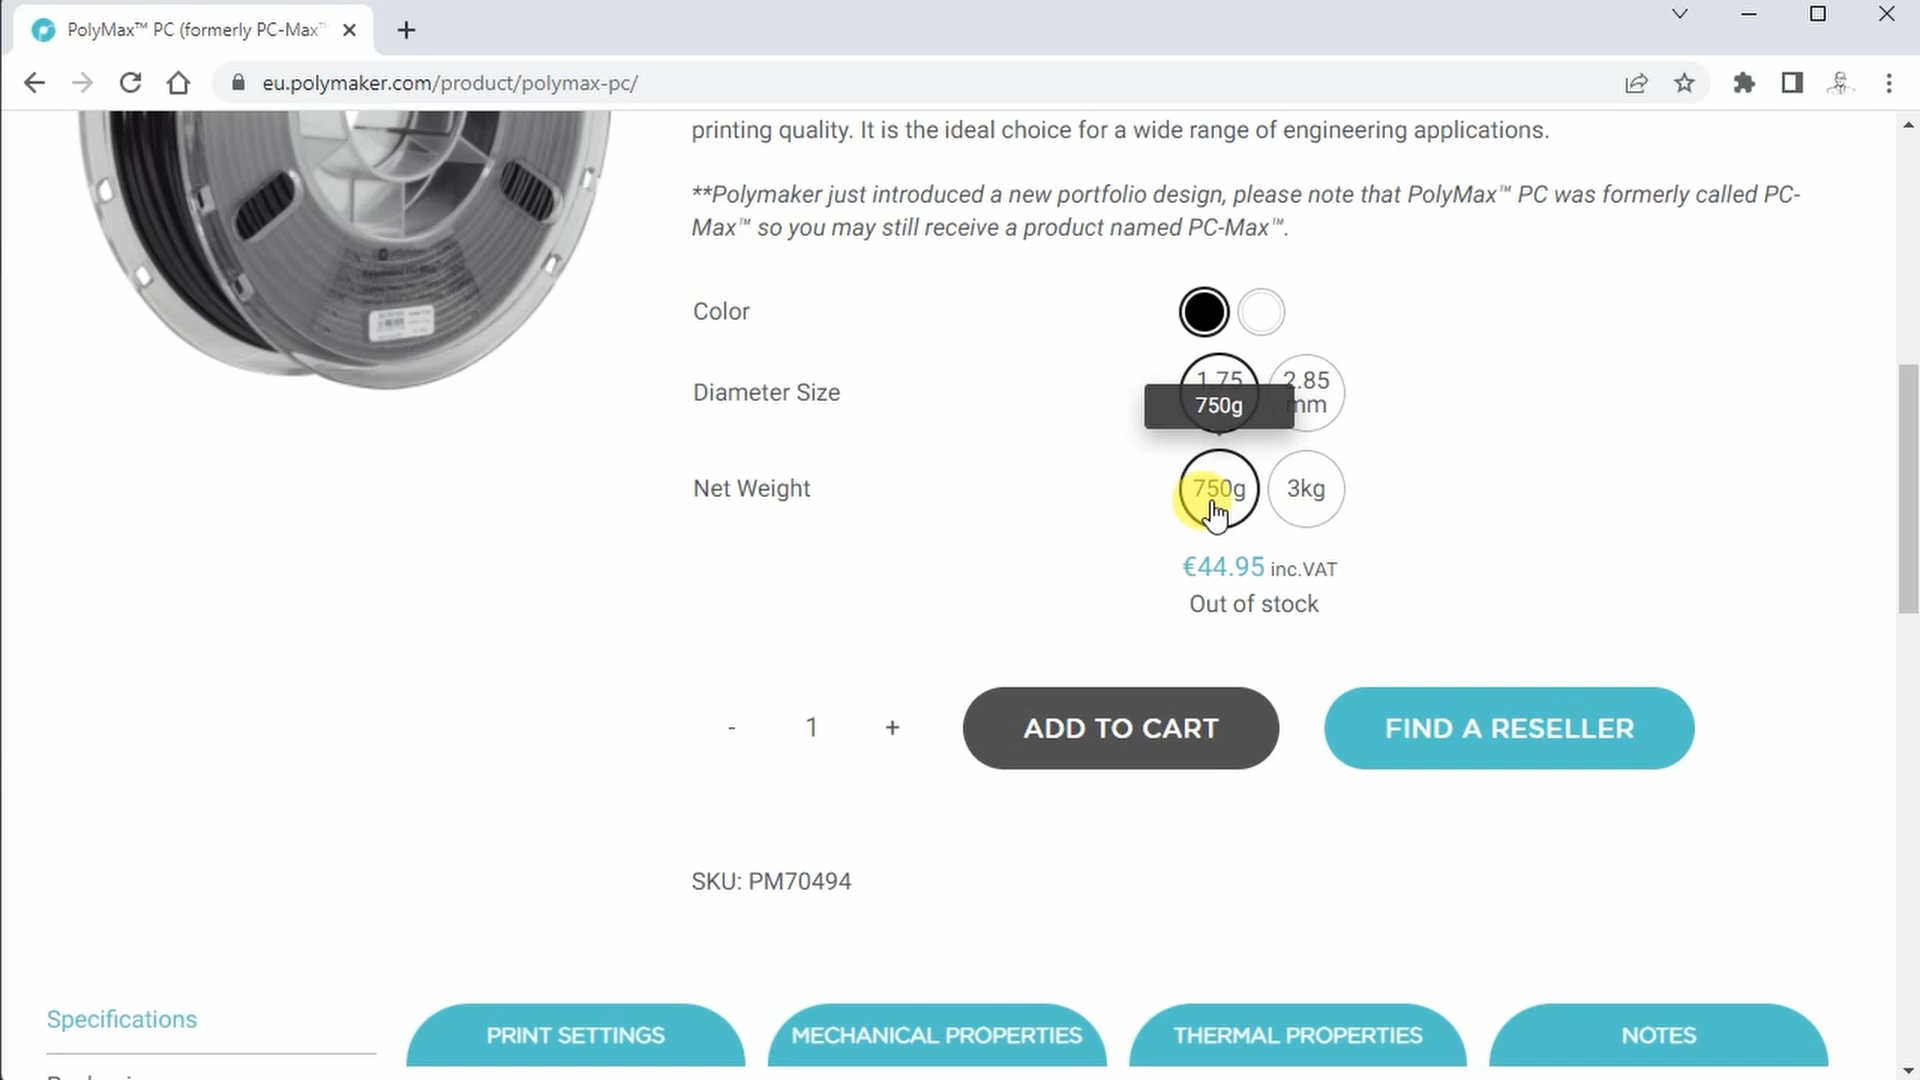 PolyMax™ PC (formerly PC-Max™
eu.polymaker.com/product/polymax-pc/
printing quality. It is the ideal choice for a wide range of engineering applications.
**Polymaker just introduced a new portfolio design, please note that PolyMax™ PC was formerly called PC-
Max™ so you may still receive a product named PC-Max™.
Color
Diameter Size
1.75
2.85
mm
750g
Net Weight
750g
3kg
€44.95 inc.VAT
Out of stock
-
1
+
ADD TO CART
FIND A RESELLER
SKU: PM70494
Specifications
PRINT SETTINGS
MECHANICAL PROPERTIES
THERMAL PROPERTIES
NOTES